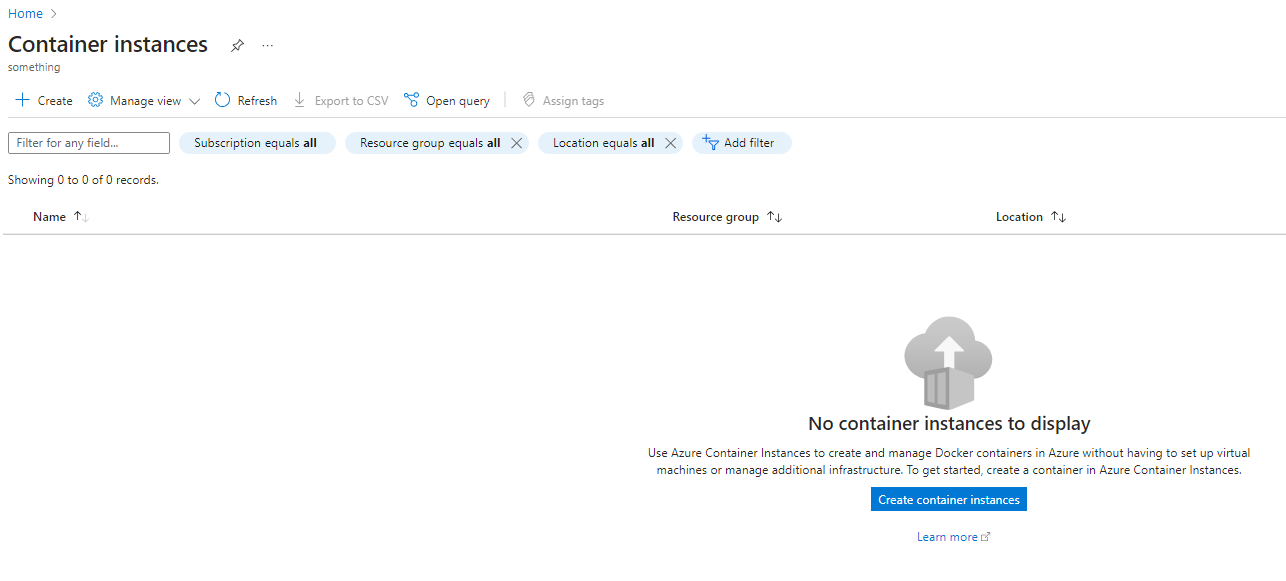 Home
Container instances
something
Create Manage view Refresh Export to CSV Open query Assign tags
Filter for any field... Subscription equals all Resource group equals all Location equals all Add filter
Showing 0 to 0 of 0 records.
Name Resource group Location
No container instances to display
Use Azure Container Instances to create and manage Docker containers in Azure without having to set up virtual
machines or manage additional infrastructure. To get started, create a container in Azure Container Instances.
Create container instances
Learn more